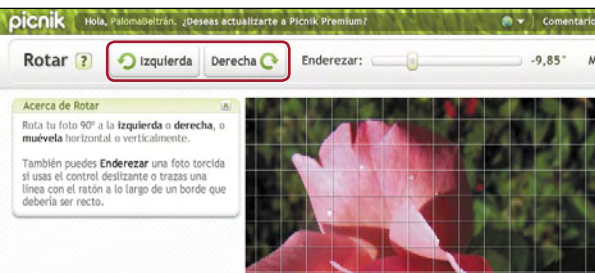 picnik Hola, PalomaBeltrán. ¿Deseas actualizarte a Picnik Premium? Comentario
Rotar ? Izquierda Derecha Enderezar: -9,85° M
Acerca de Rotar
Rota tu foto 90º a la izquierda o derecha, o
muévela horizontal o verticalmente.
También puedes Enderezar una foto torcida
si usas el control deslizante o trazas una
línea con el ratón a lo largo de un borde que
debería ser recto.